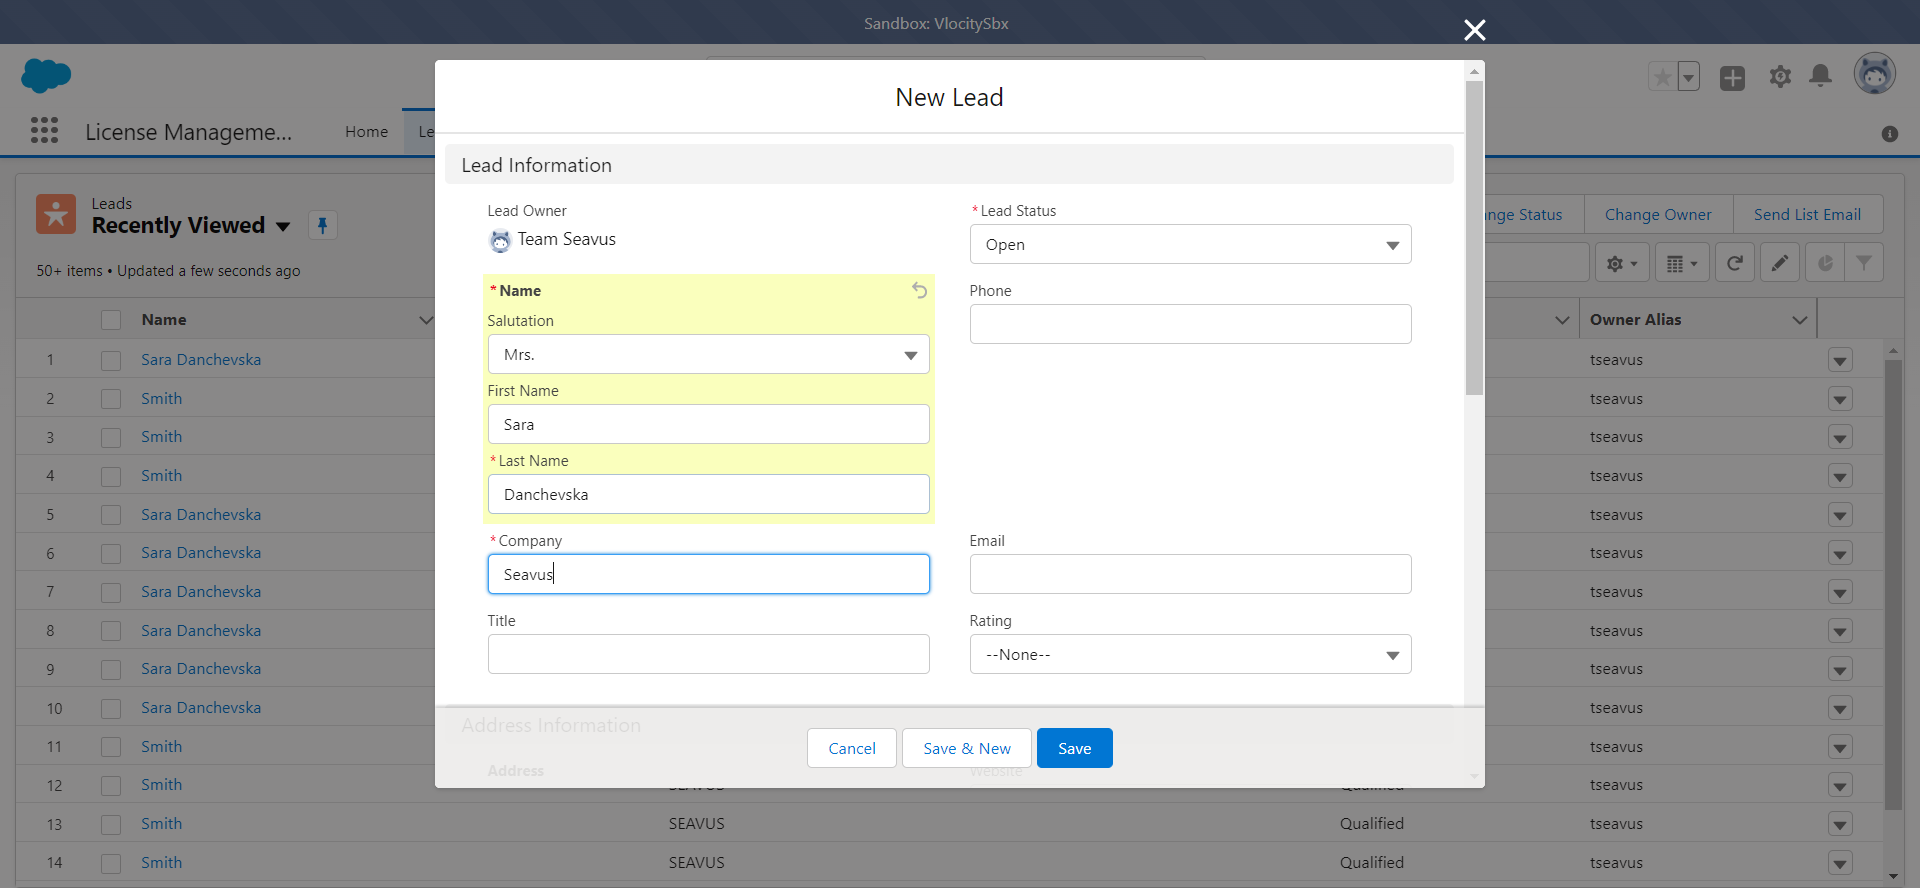 Sandbox: VlocitySbx
License Manageme...
Home
Le
Leads
Recently Viewed
50+ items • Updated a few seconds ago
nge Status
Change Owner
Send List Email
Name
Owner Alias
1 Sara Danchevska tseavus
2 Smith tseavus
3 Smith tseavus
4 Smith tseavus
5 Sara Danchevska tseavus
6 Sara Danchevska tseavus
7 Sara Danchevska tseavus
8 Sara Danchevska tseavus
9 Sara Danchevska tseavus
10 Sara Danchevska tseavus
11 Smith tseavus
12 Smith SEAVUS Qualified tseavus
13 Smith SEAVUS Qualified tseavus
14 Smith SEAVUS Qualified tseavus
New Lead
Lead Information
Lead Owner
Team Seavus
*Lead Status
Open
*Name
Salutation
Mrs.
First Name
Sara
*Last Name
Danchevska
Phone
*Company
Seavus
Email
Title
Rating
--None--
Address Information
Address
Website
Cancel
Save & New
Save